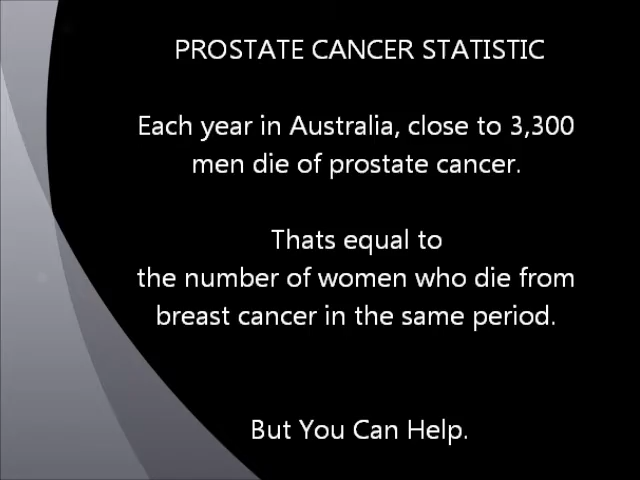 PROSTATE CANCER STATISTIC
Each year in Australia, close to 3,300
men die of prostate cancer.
Thats equal to
the number of women who die from
breast cancer in the same period.
But You Can Help.